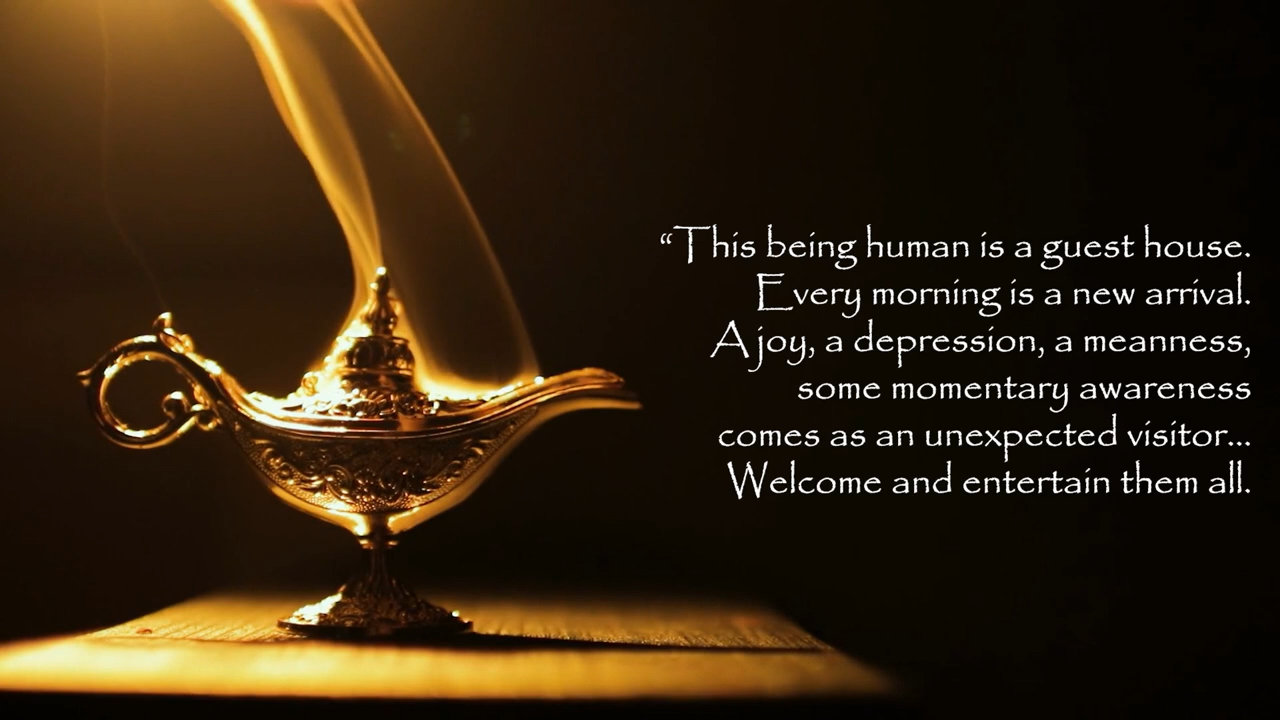 “This being human is a guest house.
Every morning is a new arrival.
A joy, a depression, a meanness,
some momentary awareness
comes as an unexpected visitor...
Welcome and entertain them all.